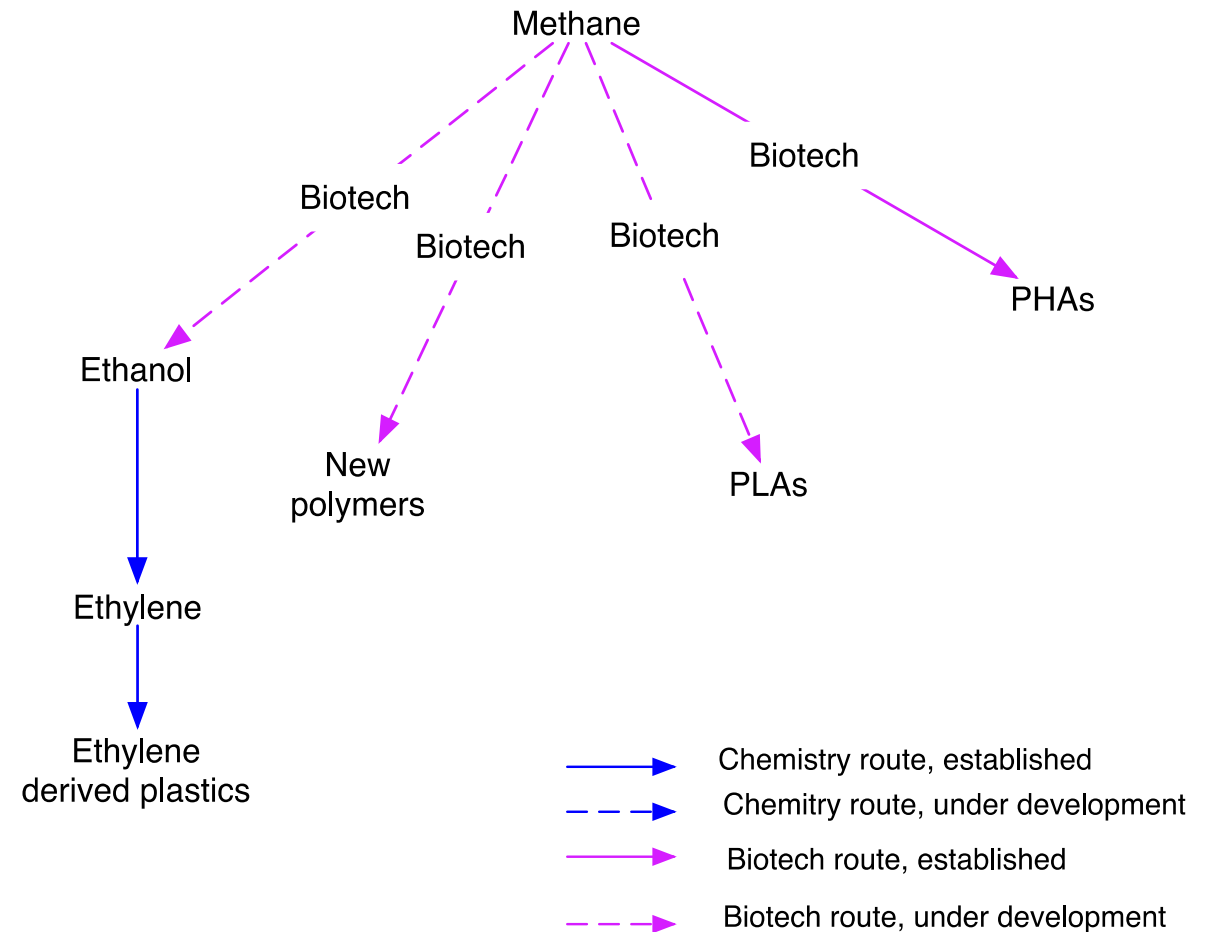 Methane
Biotech
Biotech
Biotech
Biotech
PHAs
Ethanol
New
polymers
PLAs
Ethylene
Ethylene
derived plastics
Chemistry route, established
Chemitry route, under development
Biotech route, established
Biotech route, under development